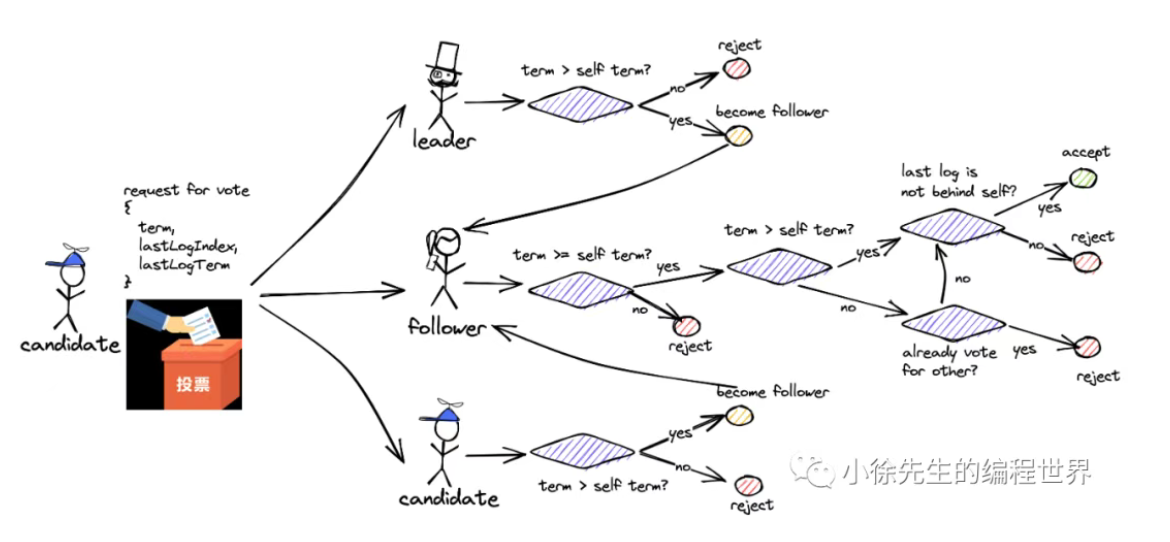 request for vote
{
term,
lastLogIndex,
lastLogTerm
}
candidate
投票
leader
term > self term?
no
reject
yes
become follower
follower
term >= self term?
yes
no
reject
term > self term?
yes
no
last log is
not behind self?
yes
accept
no
reject
no
already vote
for other?
yes
reject
candidate
term > self term?
yes
become follower
no
reject
小徐先生的编程世界